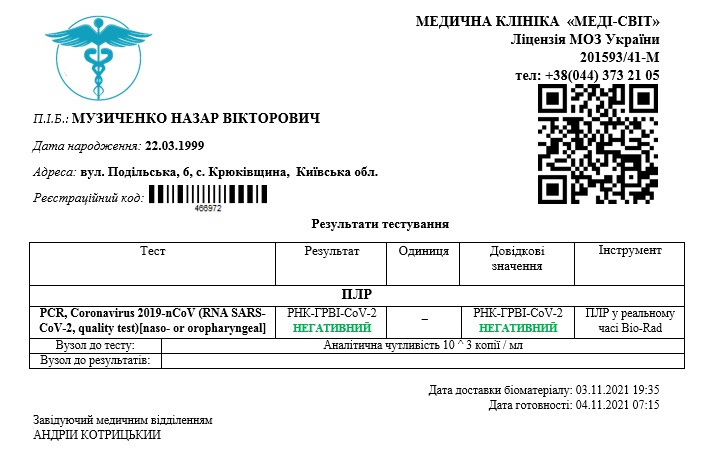 МЕДИЧНА КЛІНІКА «МЕДІ-СВІТ»
Ліцензія МОЗ України
201593/41-М
тел: +38(044) 373 21 05
П.І.Б.: МУЗИЧЕНКО НАЗАР ВІКТОРОВИЧ
Дата народження: 22.03.1999
Адреса: вул. Подільська, 6, с. Крюківщина, Київська обл.
Реєстраційний код:
466972
Результати тестування
Тест Результат Одиниця Довідкові значення Інструмент
ПЛР
PCR, Coronavirus 2019-nCoV (RNA SARS- РНК-ГРВІ-CoV-2 – РНК-ГРВІ-CoV-2 ПЛР у реальному
CoV-2, quality test)[naso- or oropharyngeal] НЕГАТИВНИЙ НЕГАТИВНИЙ часі Bio-Rad
Вузол до тесту: Аналітична чутливість 10 ^ 3 копії / мл
Вузол до результатів:
Дата доставки біоматеріалу: 03.11.2021 19:35
Дата готовності: 04.11.2021 07:15
Завідуючий медичним відділенням
АНДРІЙ КОТРИЦЬКИЙ